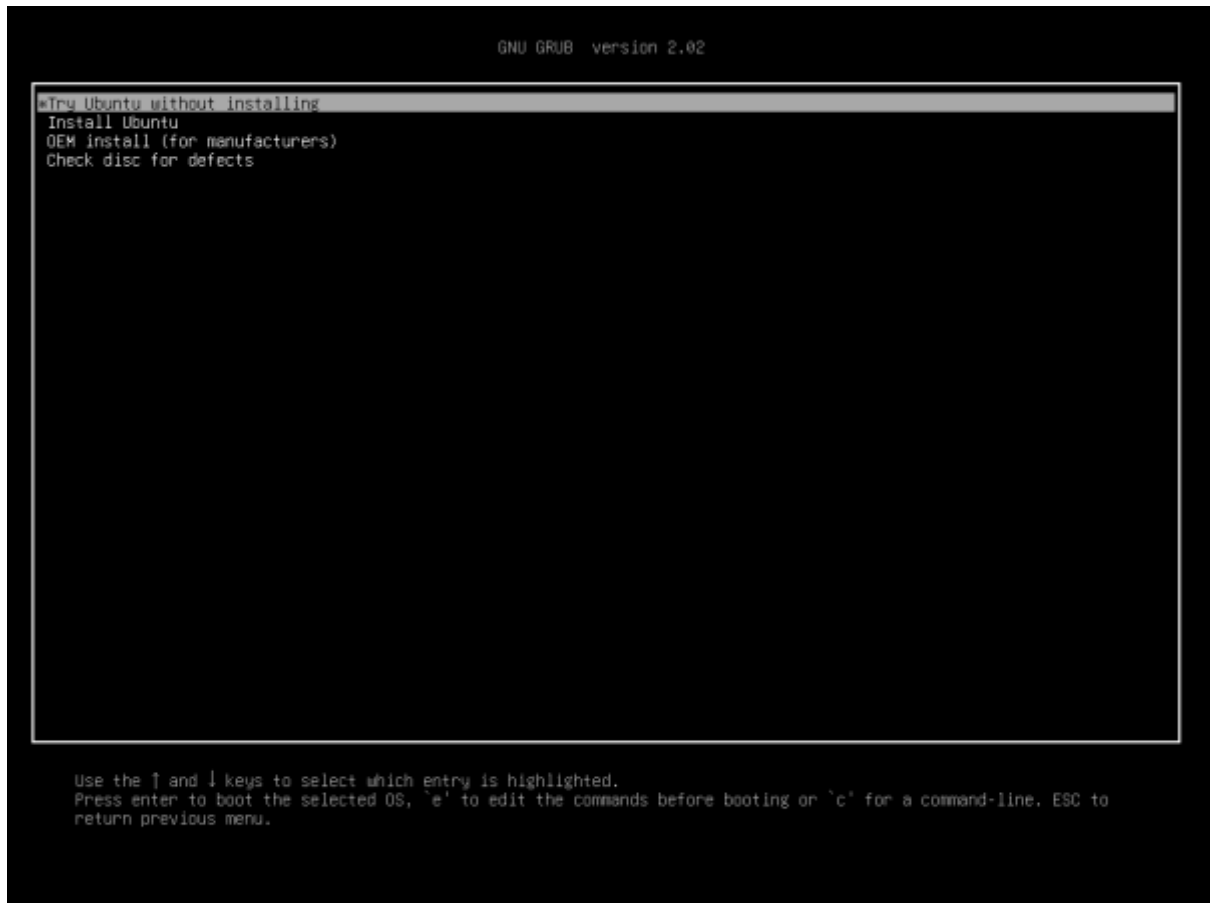 GNU GRUB  version 2.02
*Try Ubuntu without installing
Install Ubuntu
OEM install (for manufacturers)
Check disc for defects
Use the ↑ and ↓ keys to select which entry is highlighted.
Press enter to boot the selected OS, `e' to edit the commands before booting or `c' for a command-line. ESC to
return previous menu.